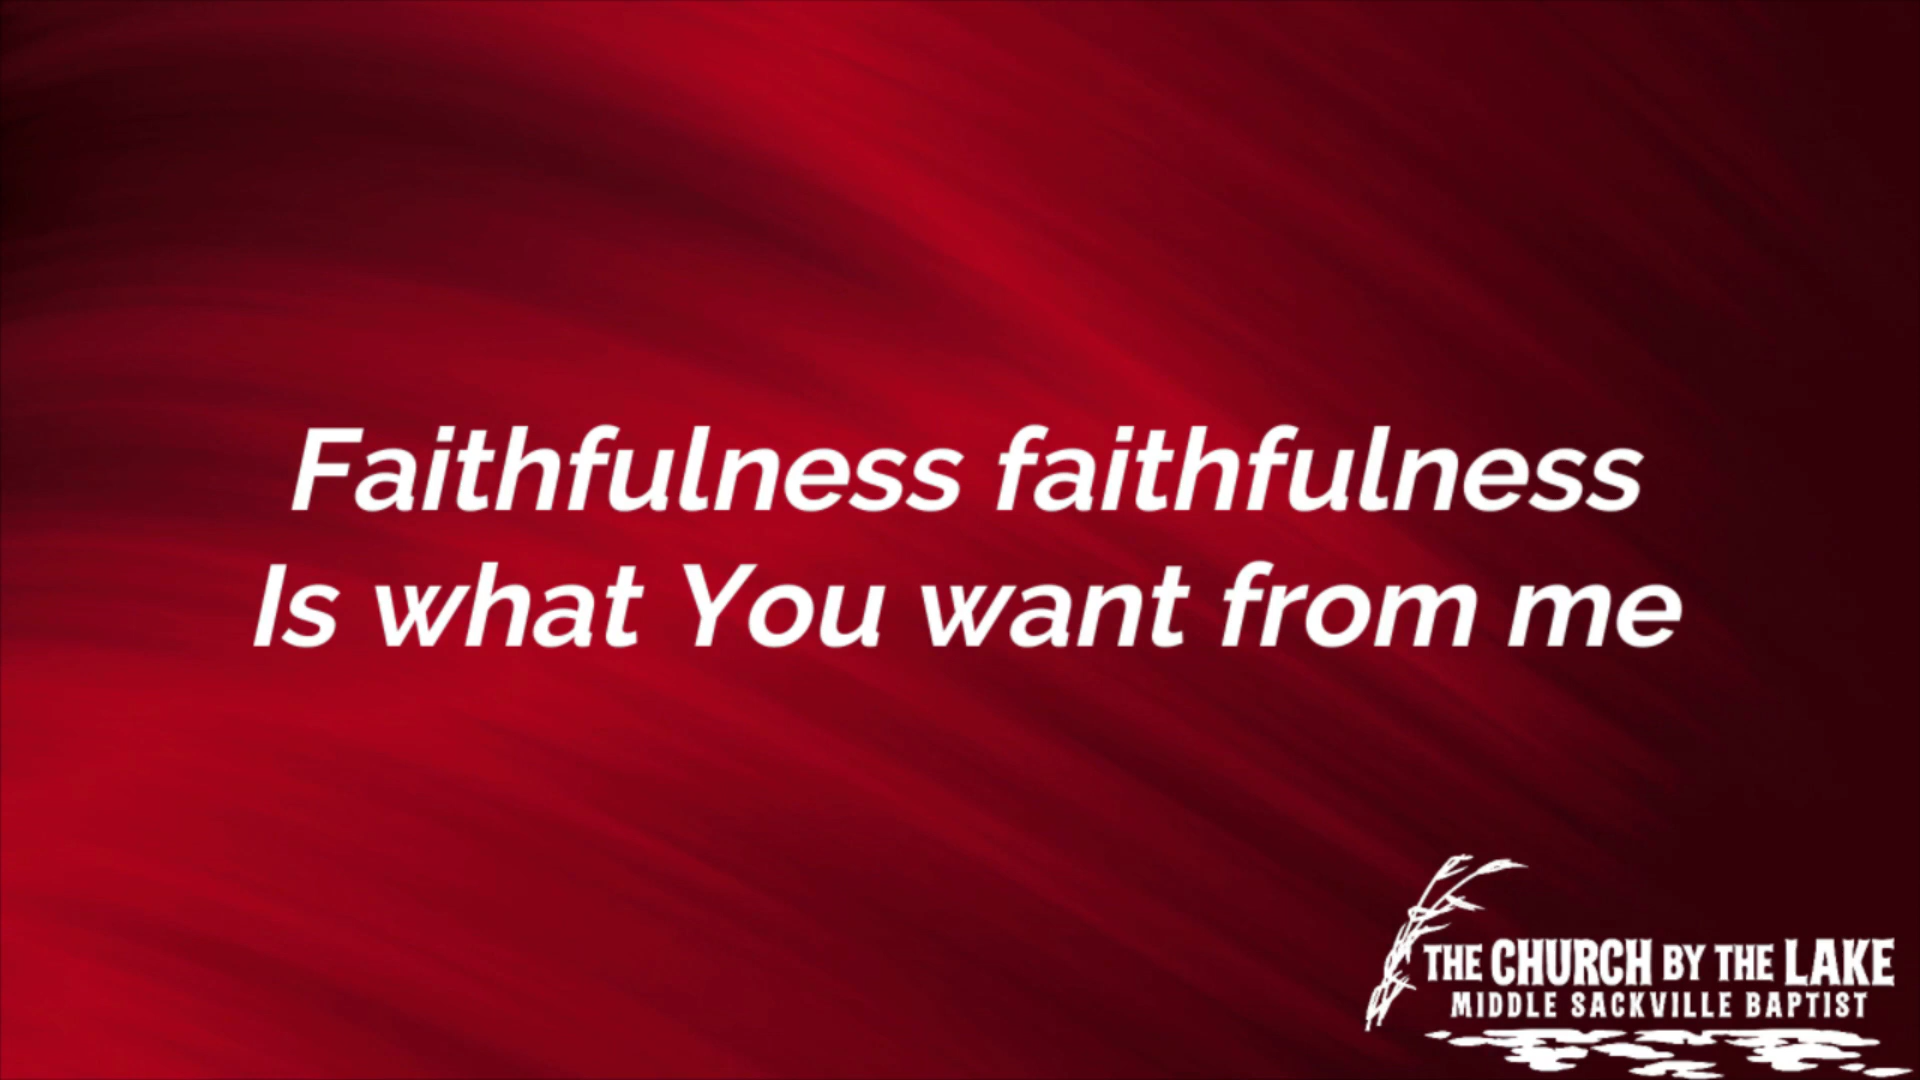 Faithfulness faithfulness
Is what You want from me
THE CHURCH BY THE LAKE
MIDDLE SACKVILLE BAPTIST